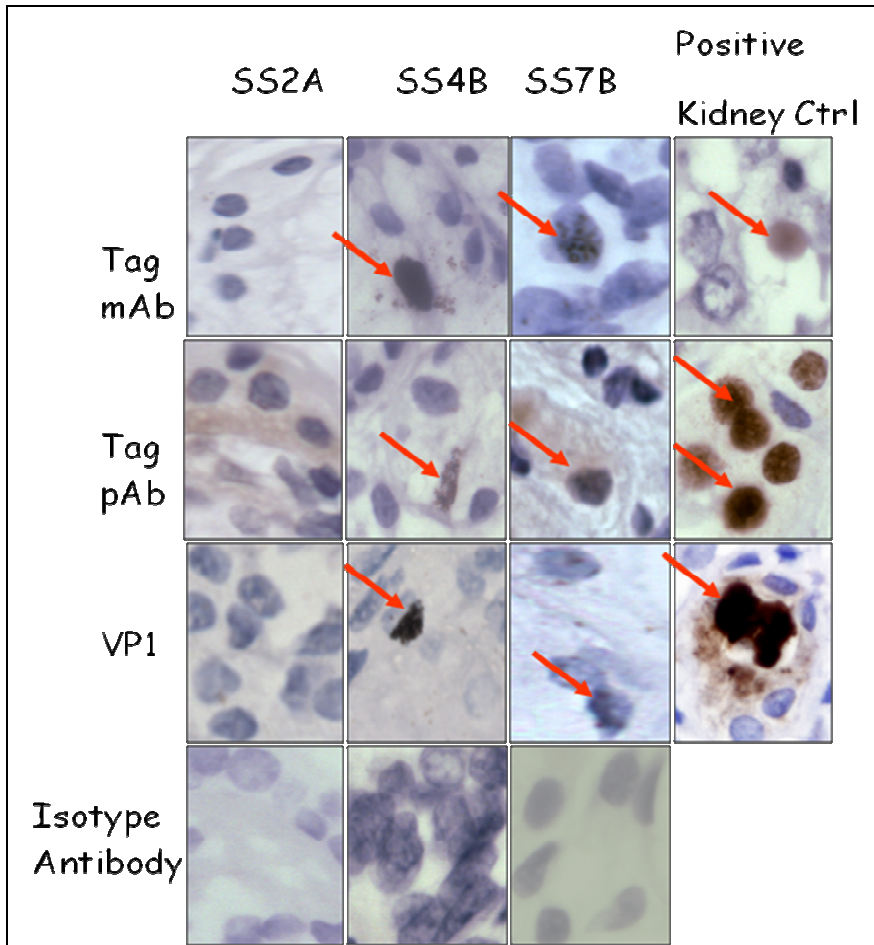 Positive
SS2A SS4B SS7B
Kidney Ctrl
Tag
mAb
Tag
pAb
VP1
Isotype
Antibody